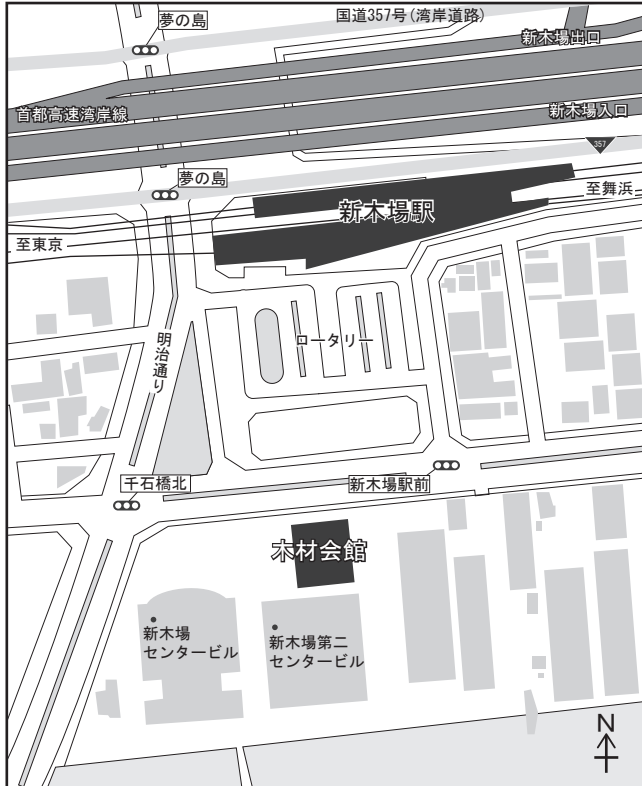 夢の島
国道357号(湾岸道路)
新木場出口
首都高速湾岸線
新木場入口
357
夢の島
新木場駅
至舞浜
至東京
ロータリー
明治通り
千石橋北
新木場駅前
木材会館
新木場
センタービル
新木場第二
センタービル
N